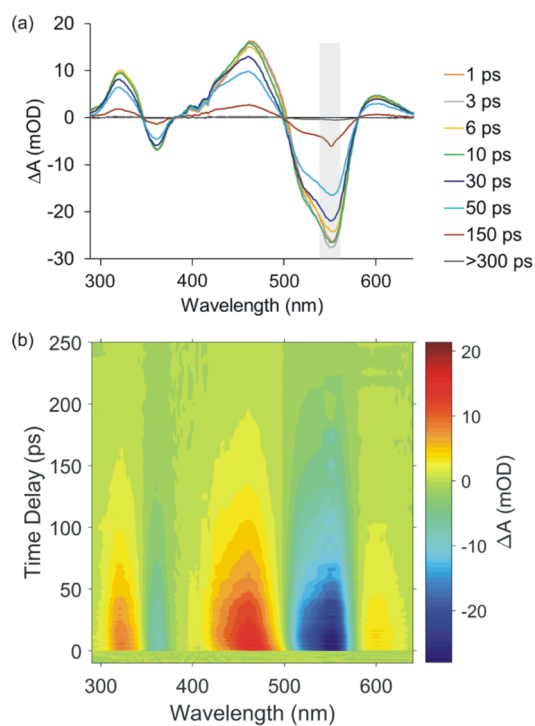 (a)
20
10
0
-10
-20
-30
ΔA (mOD)
300 400 500 600
Wavelength (nm)
1 ps
3 ps
6 ps
10 ps
30 ps
50 ps
150 ps
>300 ps
(b)
250
200
150
100
50
0
Time Delay (ps)
300 400 500 600
Wavelength (nm)
20
10
0
-10
-20
ΔA (mOD)